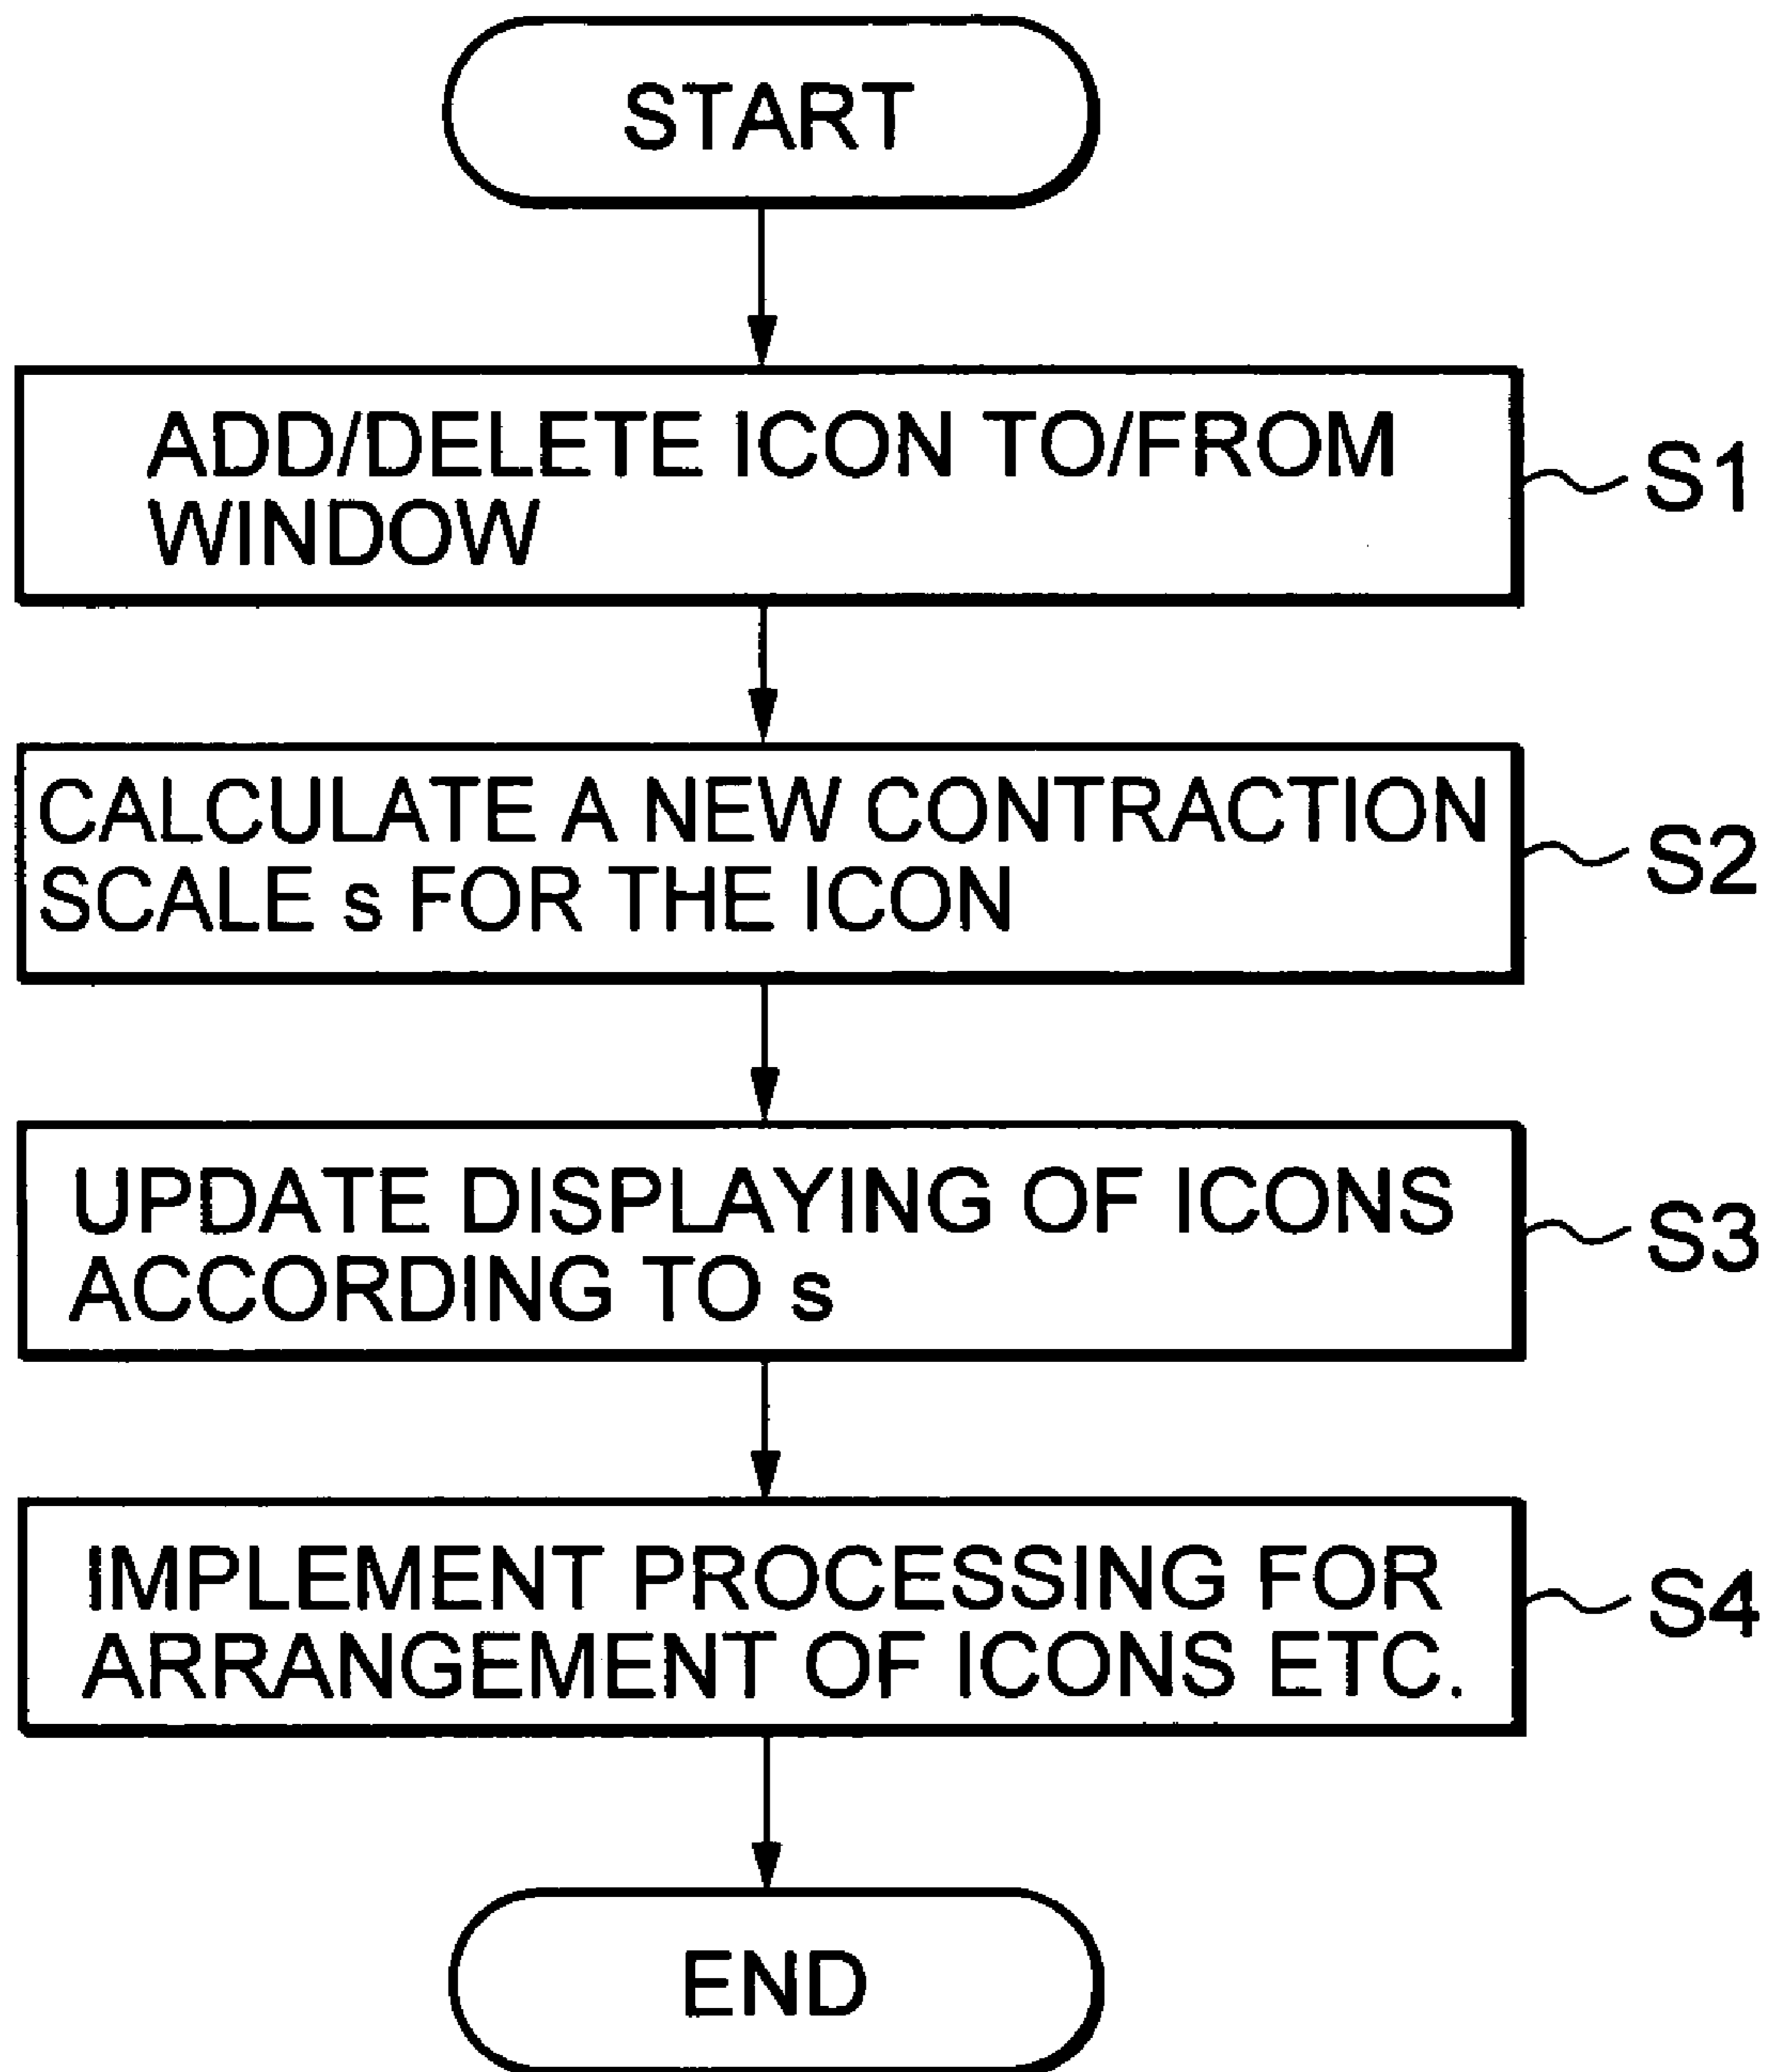 START
ADD/DELETE ICON TO/FROM
WINDOW
S1
CALCULATE A NEW CONTRACTION
SCALE s FOR THE ICON
S2
UPDATE DISPLAYING OF ICONS
ACCORDING TO s
S3
IMPLEMENT PROCESSING FOR
ARRANGEMENT OF ICONS ETC.
S4
END